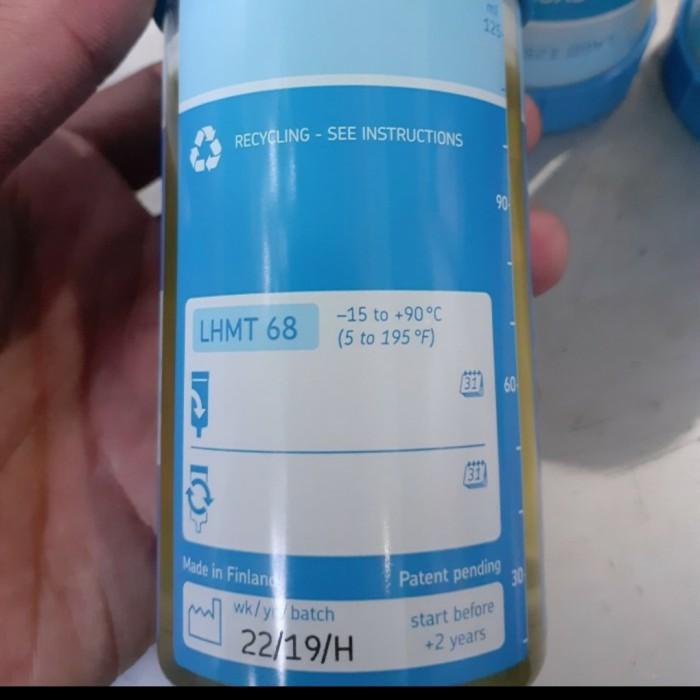 ml
125
RECYCLING - SEE INSTRUCTIONS
90
LHMT 68
–15 to +90°C
(5 to 195°F)
31
60
31
Made in Finland
Patent pending
30
wk/yr/batch
start before
22/19/H
+2 years